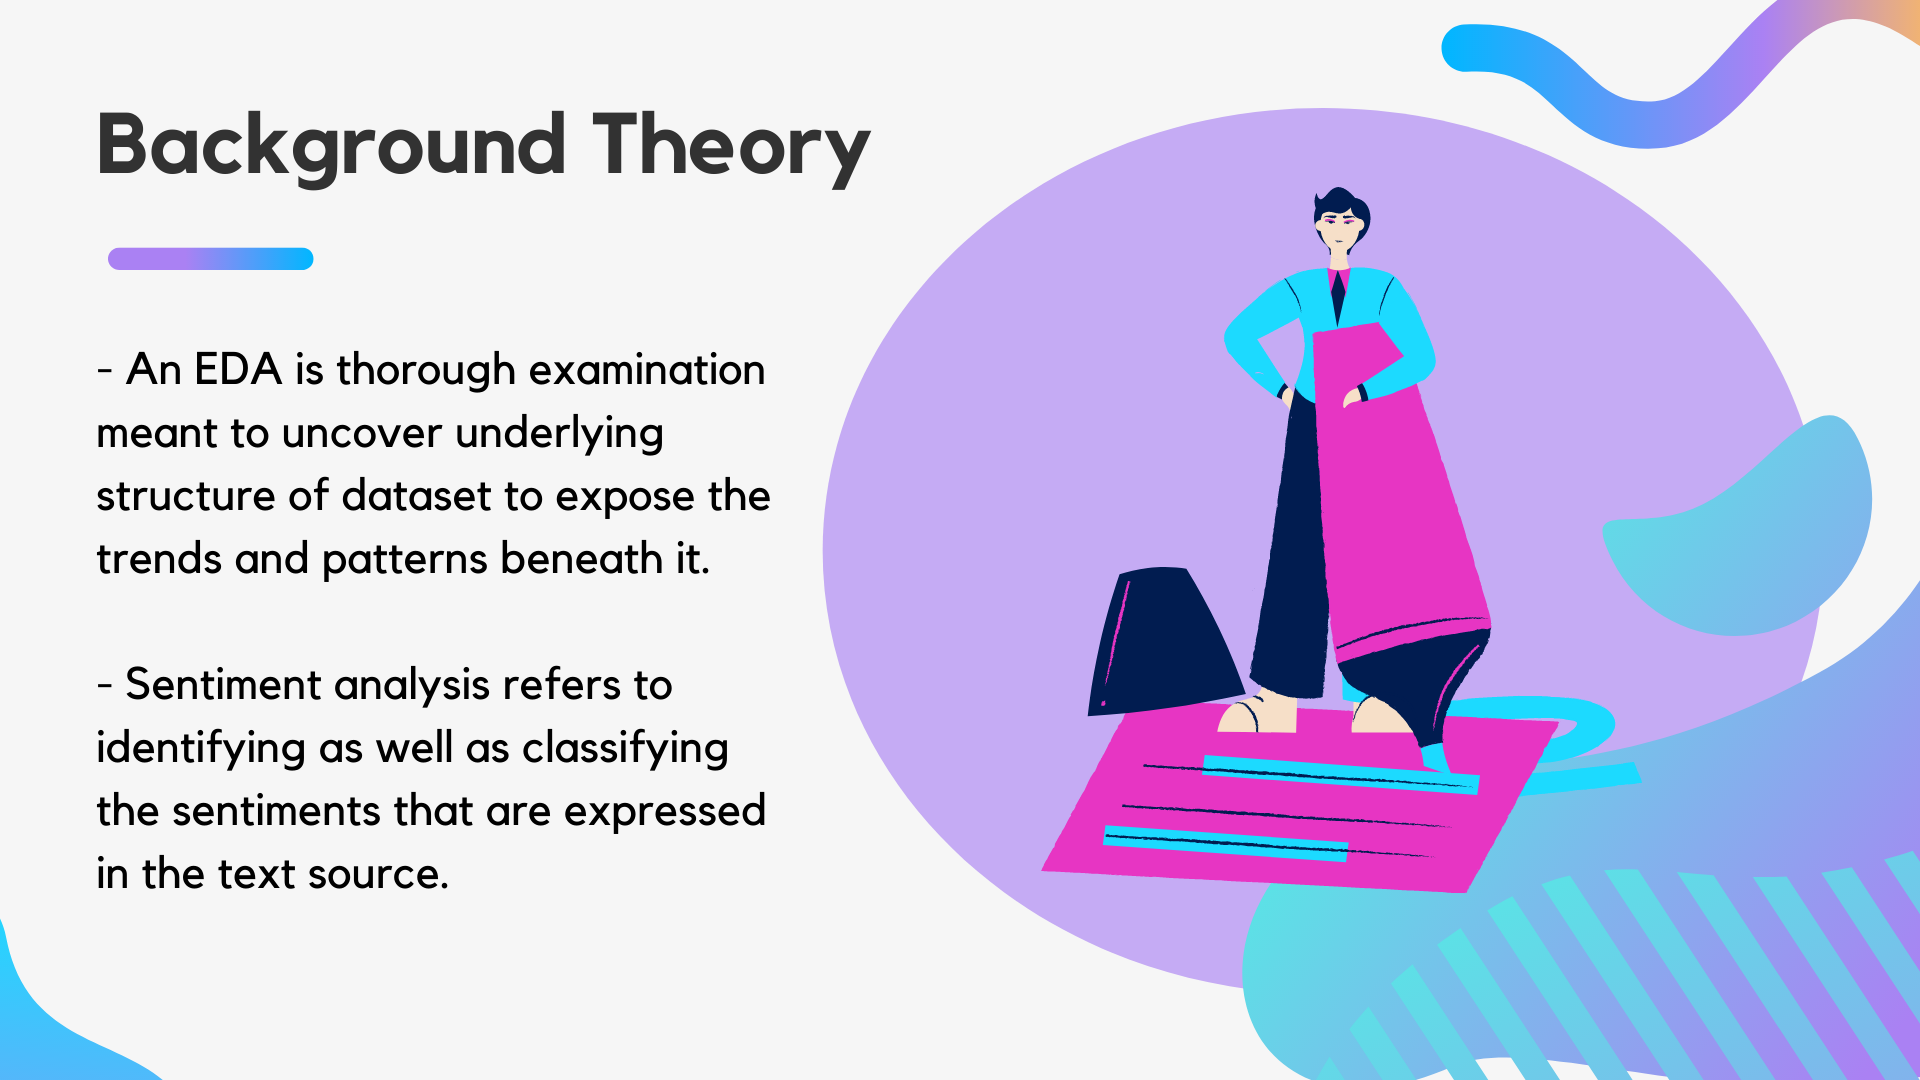 Background Theory
- An EDA is thorough examination
meant to uncover underlying
structure of dataset to expose the
trends and patterns beneath it.
- Sentiment analysis refers to
identifying as well as classifying
the sentiments that are expressed
in the text source.